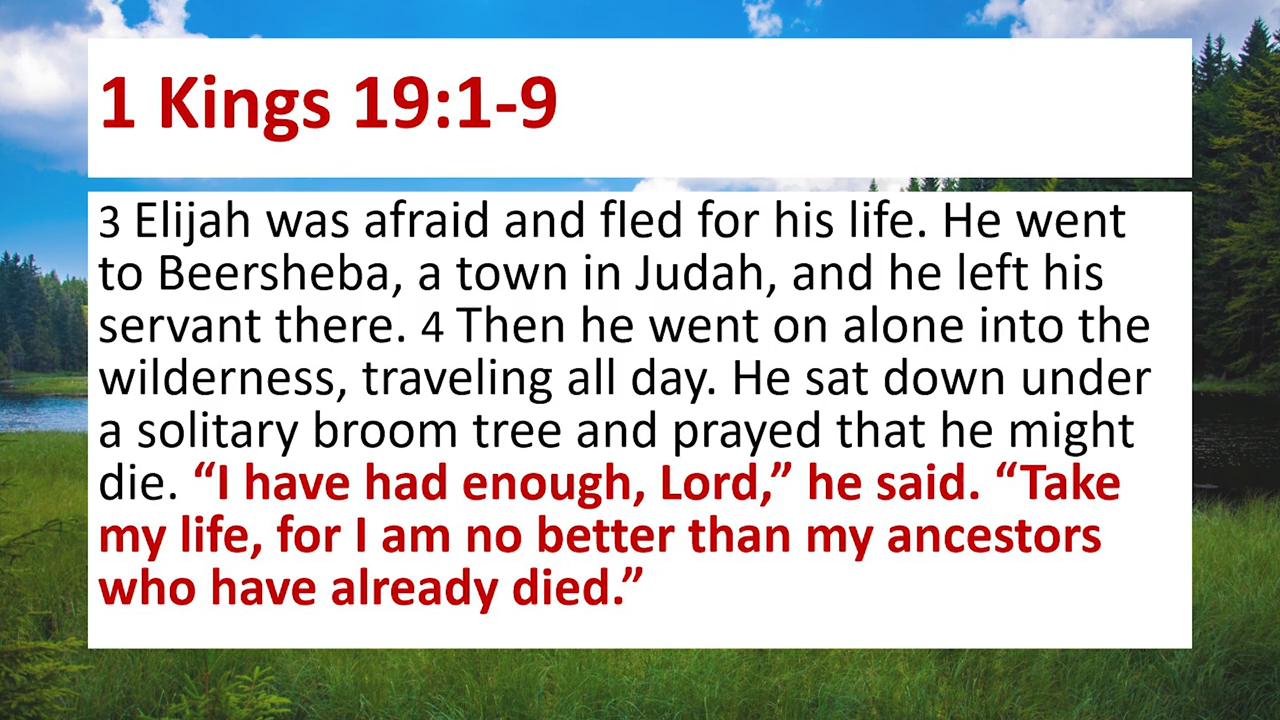 1 Kings 19:1-9
3 Elijah was afraid and fled for his life. He went
to Beersheba, a town in Judah, and he left his
servant there. 4 Then he went on alone into the
wilderness, traveling all day. He sat down under
a solitary broom tree and prayed that he might
die. “I have had enough, Lord,” he said. “Take
my life, for I am no better than my ancestors
who have already died.”